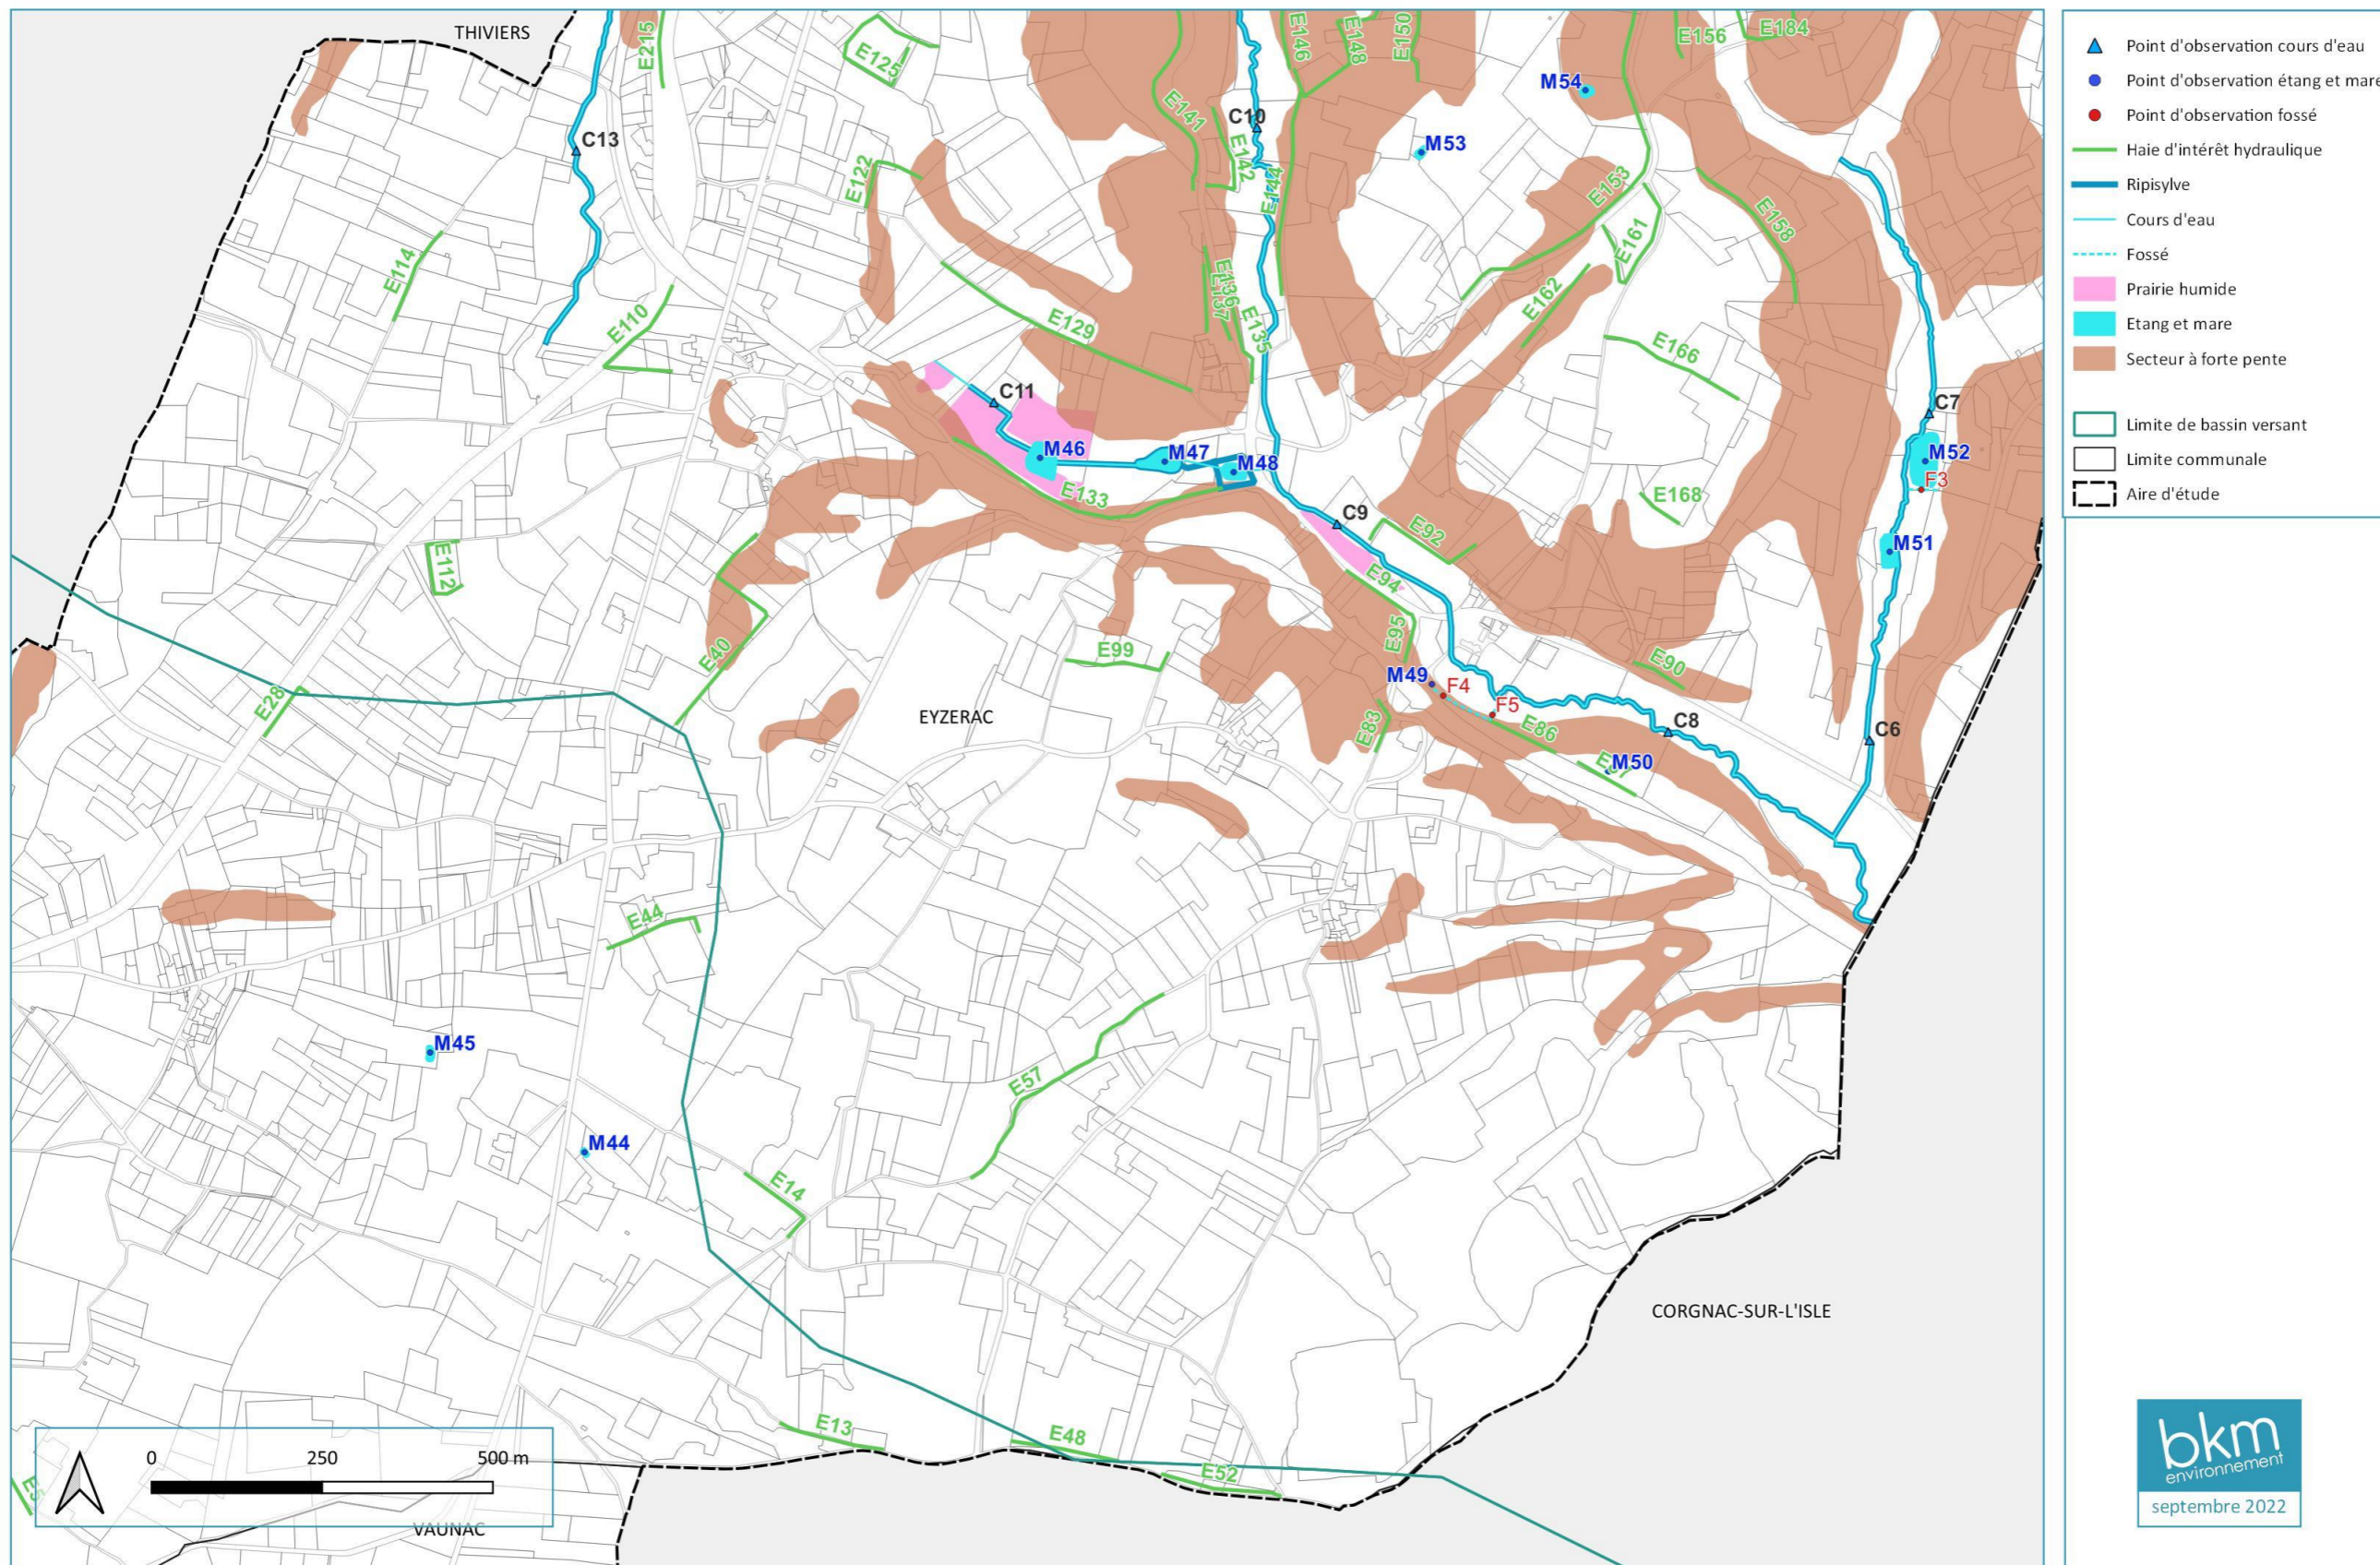 THIVIERS
E215
E125
E146
E148
E150
E156
E184
M54
E141
C10
E142
M53
C13
E122
E144
E153
E158
E161
E114
E110
E136
E137
E135
E129
E162
E166
C11
C7
M46
M47
M48
M52
E133
E168
F3
C9
E92
M51
E112
E94
E95
E99
E40
E90
M49
F4
F5
E28
EYZERAC
E83
E86
C8
C6
M50
E44
M45
E57
M44
E14
CORGNAC-SUR-L'ISLE
E13
E48
E52
0 250 500 m
VAUNAC
Point d'observation cours d'eau
Point d'observation étang et mare
Point d'observation fossé
Haie d'intérêt hydraulique
Ripisylve
Cours d'eau
Fossé
Prairie humide
Etang et mare
Secteur à forte pente
Limite de bassin versant
Limite communale
Aire d'étude
bkm
environnement
septembre 2022